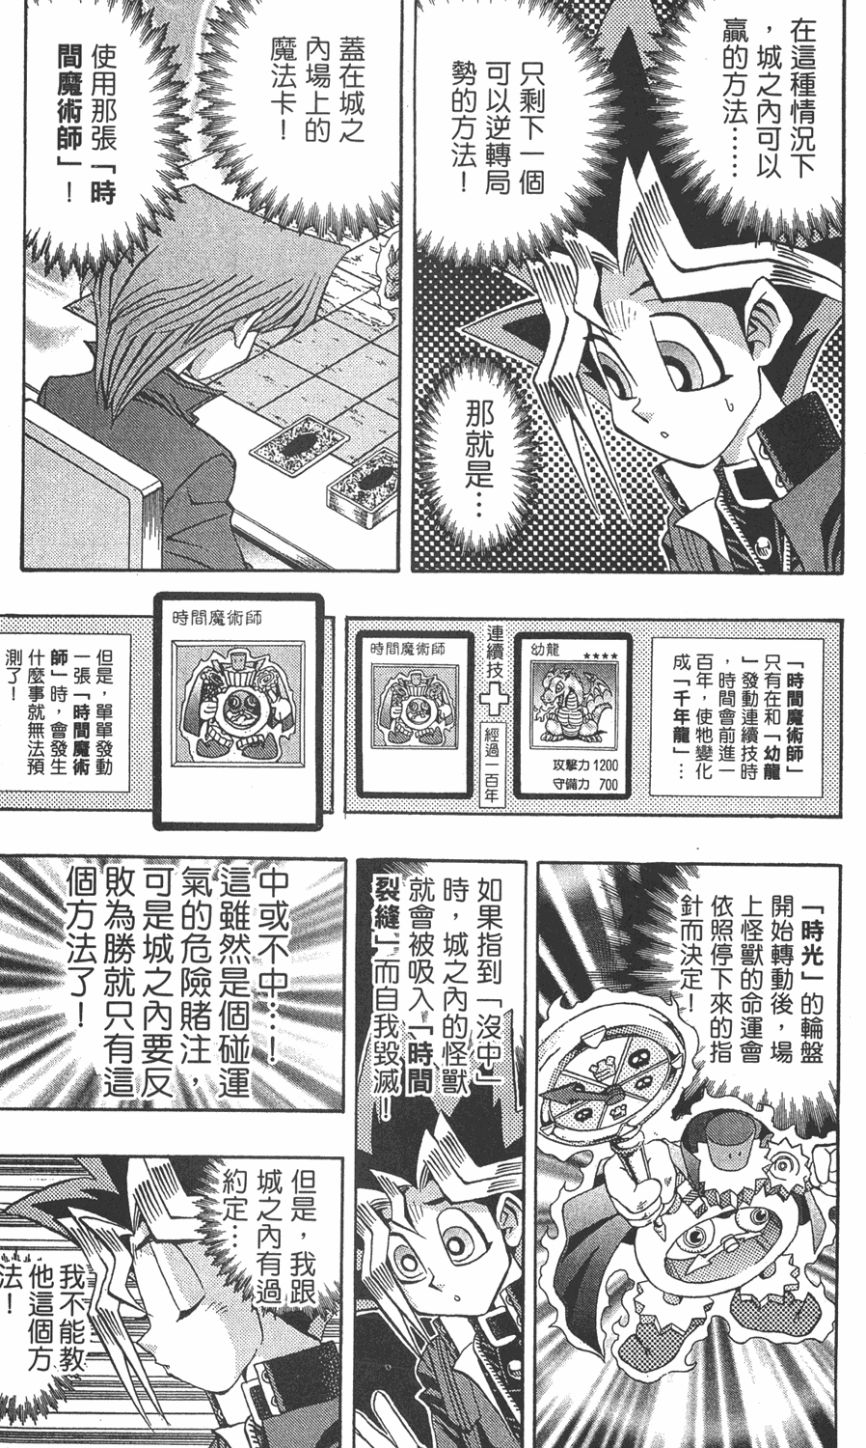 在這種情況下
，城之內可以
贏的方法……
只剩下一個
可以逆轉局
勢的方法！
那就是…
蓋在城之
內場上的
魔法卡！
使用那張「時
間魔術師」！
「時間魔術師」
只有在和「幼龍
」發動連續技時
，時間會前進一
百年，使牠變化
成「千年龍」…
幼龍
★★★★
攻擊力 1200
守備力 700
連續技
經過一百年
時間魔術師
時間魔術師
但是，單單發動
一張「時間魔術
師」時，會發生
什麼事就無法預
測了！
「時光」的輪盤
開始轉動後，場
上怪獸的命運會
依照停下來的指
針而決定！
如果指到「沒中」
時，城之內的怪獸
就會被吸入「時間
裂縫」而自我毀滅！
中或不中…！
這雖然是個碰運
氣的危險賭注，
可是城之內要反
敗為勝就只有這
個方法了！
但是，我跟
城之內有過
約定…
我不能教
他這個方
法！